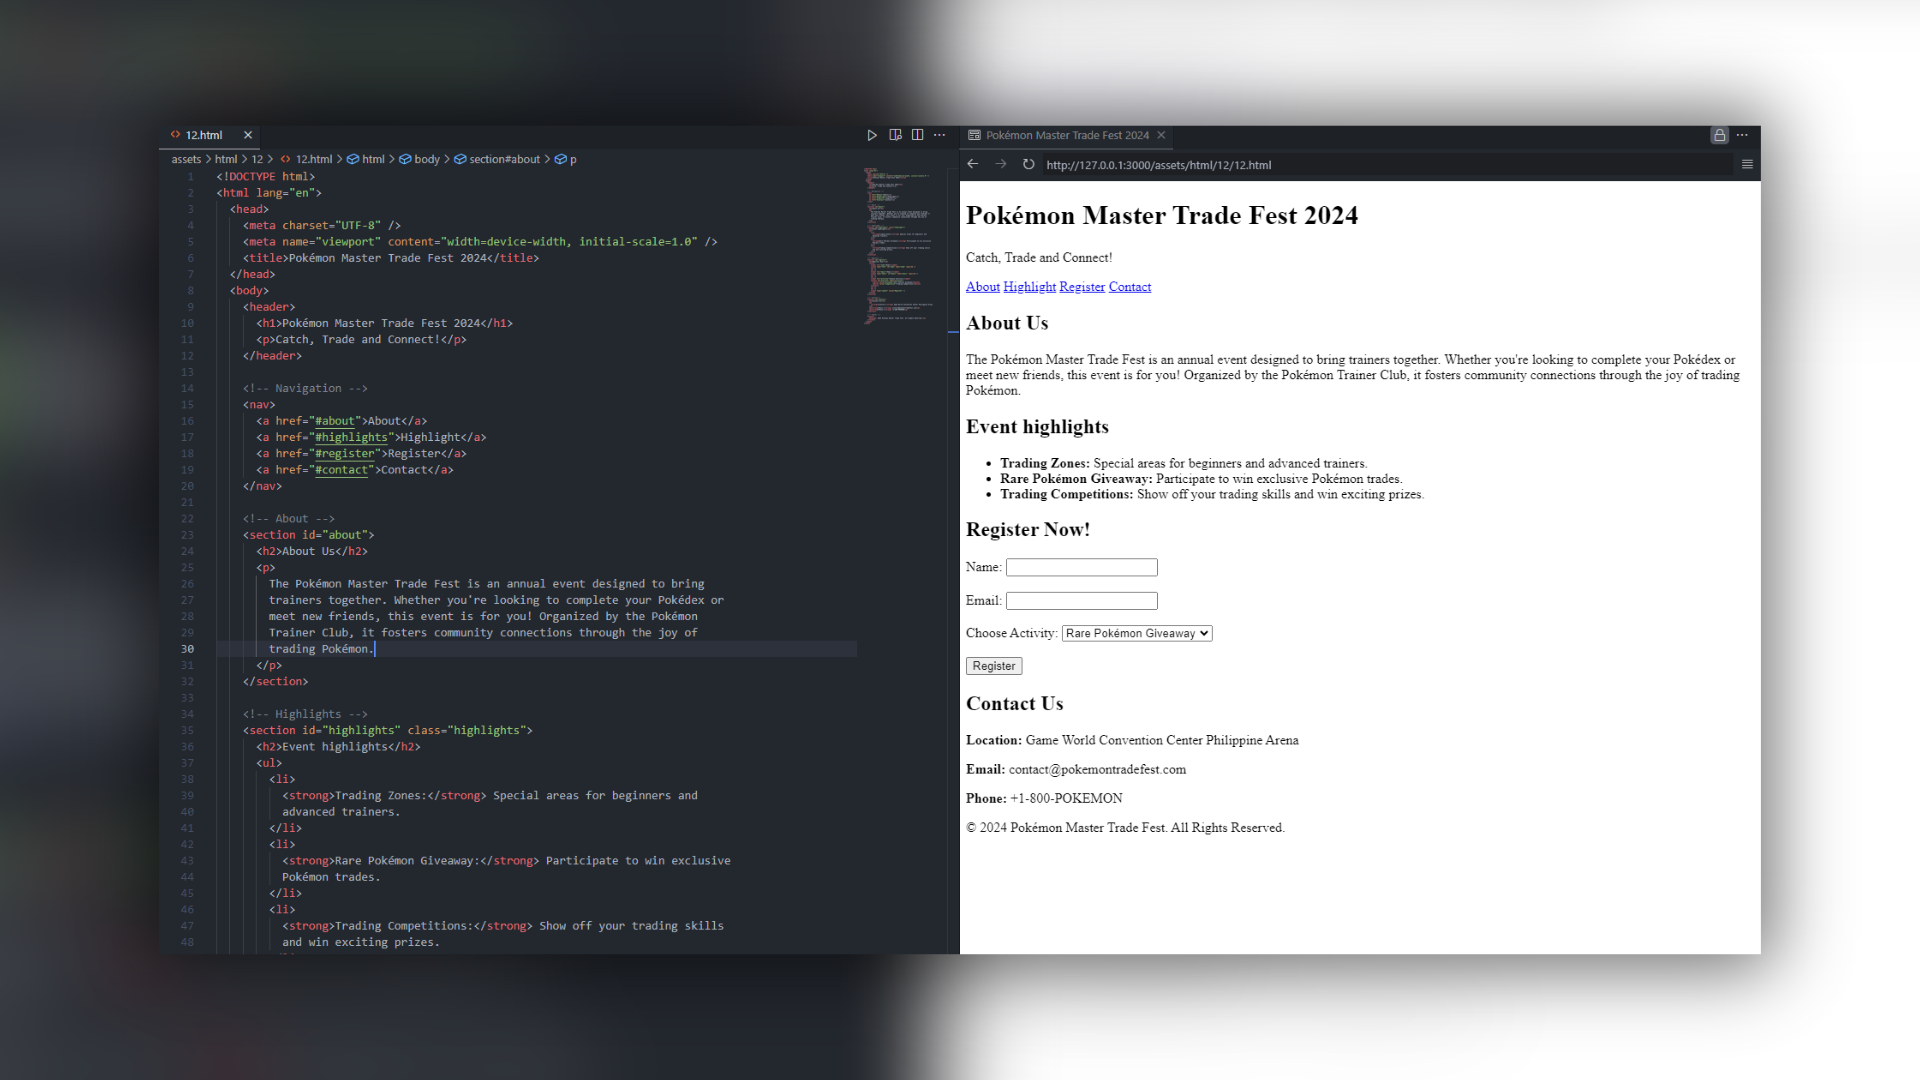 12.html
assets > html > 12 > 12.html > html > body > section#about > p
1 <!DOCTYPE html>
2 <html lang="en">
3 <head>
4 <meta charset="UTF-8" />
5 <meta name="viewport" content="width=device-width, initial-scale=1.0" />
6 <title>Pokémon Master Trade Fest 2024</title>
7 </head>
8 <body>
9 <header>
10 <h1>Pokémon Master Trade Fest 2024</h1>
11 <p>Catch, Trade and Connect!</p>
12 </header>
13
14 <!-- Navigation -->
15 <nav>
16 <a href="#about">About</a>
17 <a href="#highlights">Highlight</a>
18 <a href="#register">Register</a>
19 <a href="#contact">Contact</a>
20 </nav>
21
22 <!-- About -->
23 <section id="about">
24 <h2>About Us</h2>
25 <p>
26 The Pokémon Master Trade Fest is an annual event designed to bring
27 trainers together. Whether you're looking to complete your Pokédex or
28 meet new friends, this event is for you! Organized by the Pokémon
29 Trainer Club, it fosters community connections through the joy of
30 trading Pokémon.
31 </p>
32 </section>
33
34 <!-- Highlights -->
35 <section id="highlights" class="highlights">
36 <h2>Event highlights</h2>
37 <ul>
38 <li>
39 <strong>Trading Zones:</strong> Special areas for beginners and
40 advanced trainers.
41 </li>
42 <li>
43 <strong>Rare Pokémon Giveaway:</strong> Participate to win exclusive
44 Pokémon trades.
45 </li>
46 <li>
47 <strong>Trading Competitions:</strong> Show off your trading skills
48 and win exciting prizes.
Pokémon Master Trade Fest 2024
http://127.0.0.1:3000/assets/html/12/12.html
Pokémon Master Trade Fest 2024
Catch, Trade and Connect!
About Highlight Register Contact
About Us
The Pokémon Master Trade Fest is an annual event designed to bring trainers together. Whether you're looking to complete your Pokédex or
meet new friends, this event is for you! Organized by the Pokémon Trainer Club, it fosters community connections through the joy of trading
Pokémon.
Event highlights
• Trading Zones: Special areas for beginners and advanced trainers.
• Rare Pokémon Giveaway: Participate to win exclusive Pokémon trades.
• Trading Competitions: Show off your trading skills and win exciting prizes.
Register Now!
Name:
Email:
Choose Activity: Rare Pokémon Giveaway
Register
Contact Us
Location: Game World Convention Center Philippine Arena
Email: contact@pokemontradefest.com
Phone: +1-800-POKEMON
© 2024 Pokémon Master Trade Fest. All Rights Reserved.